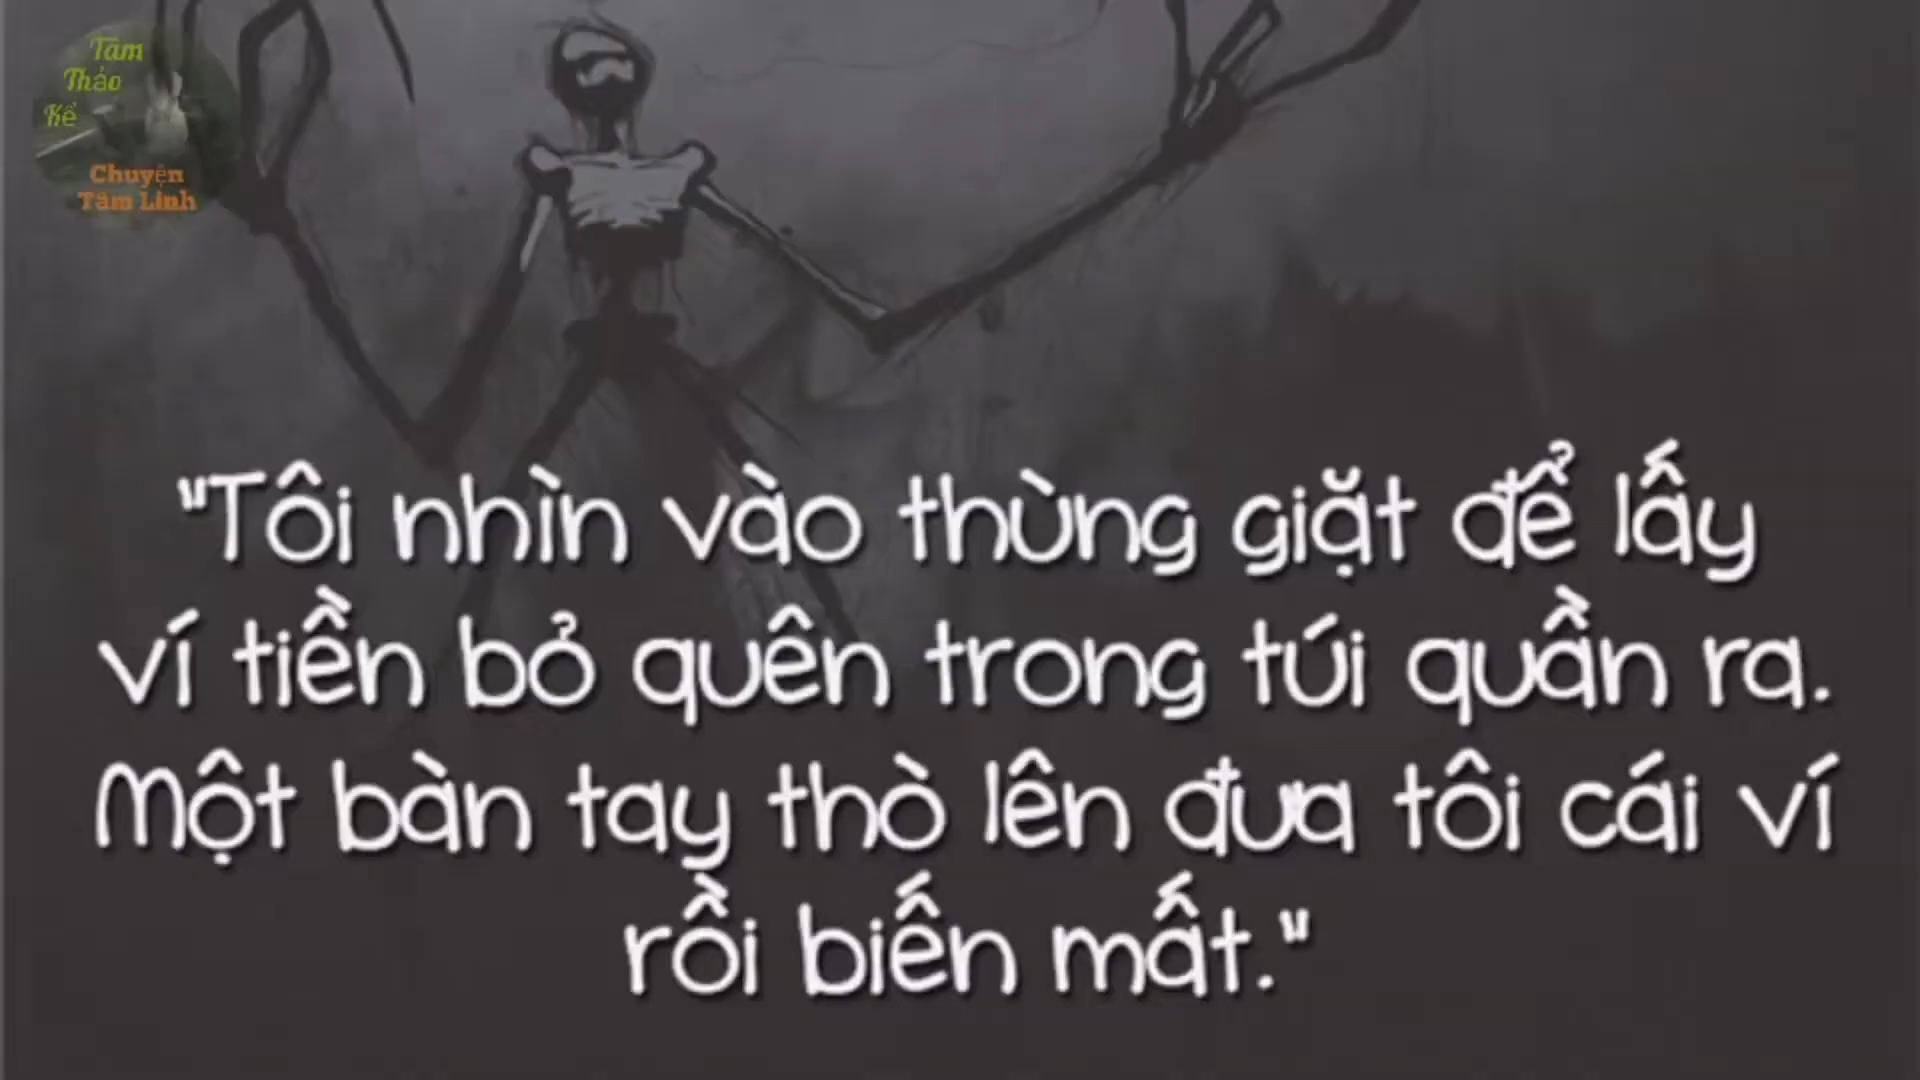 Tâm
Thảo
Kể
Chuyện
Tâm Linh
"Tôi nhìn vào thùng giặt để lấy
ví tiền bỏ quên trong túi quần ra.
Một bàn tay thò lên đưa tôi cái ví
rồi biến mất."